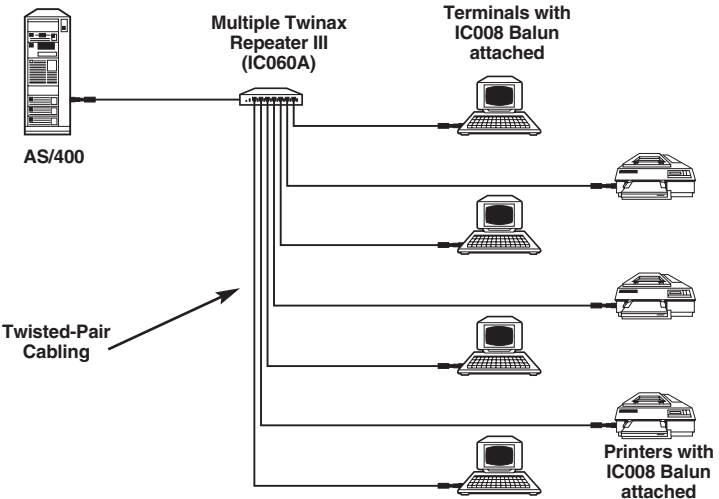 Multiple Twinax
Repeater III
(IC060A)
Terminals with
IC008 Balun
attached
AS/400
Twisted-Pair
Cabling
Printers with
IC008 Balun
attached